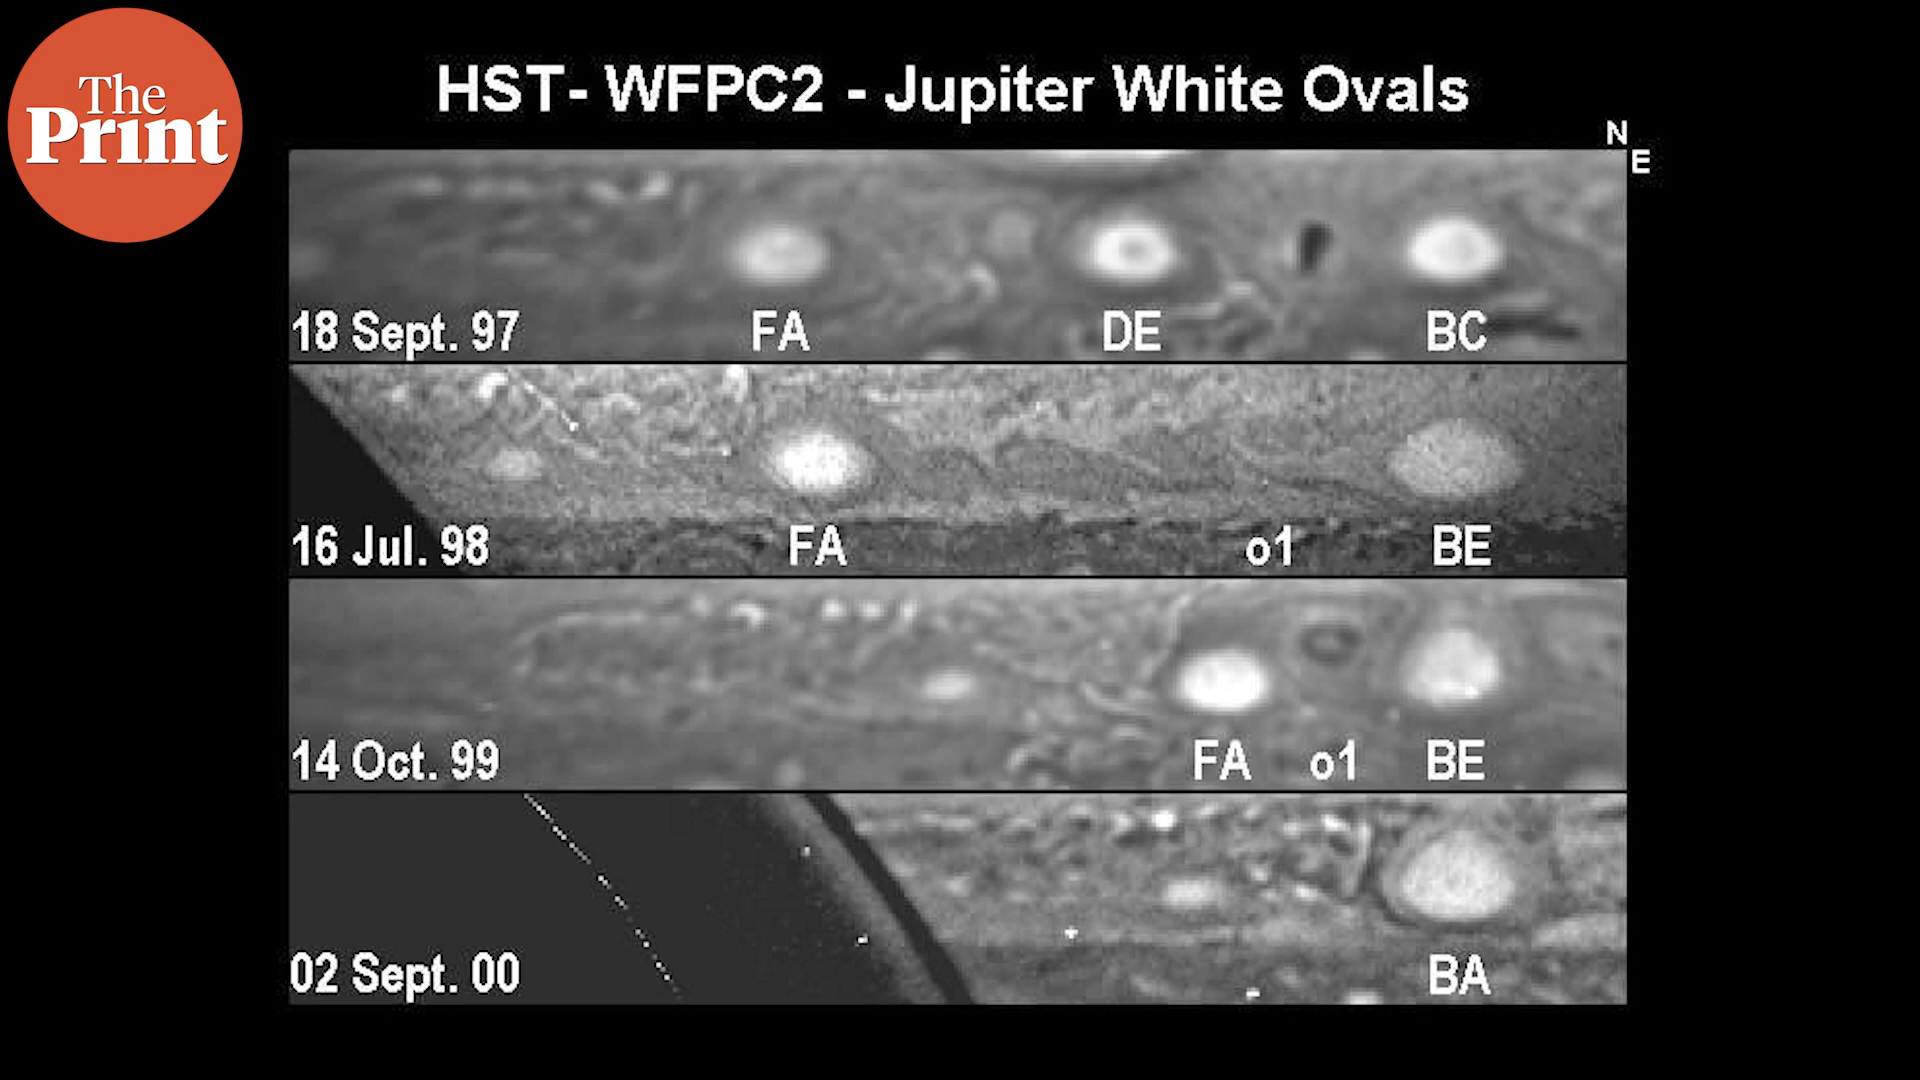 The
Print
HST- WFPC2 - Jupiter White Ovals
N
E
18 Sept. 97 FA DE BC
16 Jul. 98 FA o1 BE
14 Oct. 99 FA o1 BE
02 Sept. 00 BA